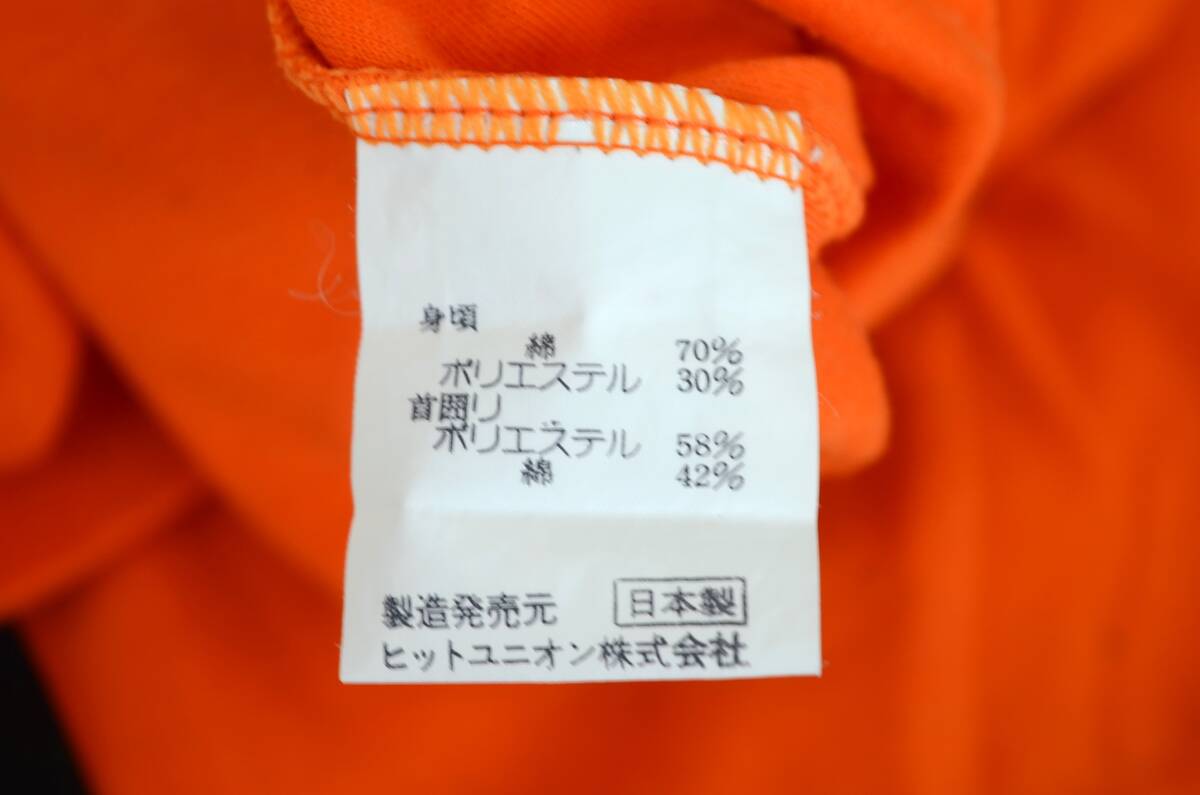 身頃
綿 70%
ポリエステル 30%
首囲り
ポリエステル 58%
綿 42%
製造発売元 日本製
ヒットユニオン株式会社